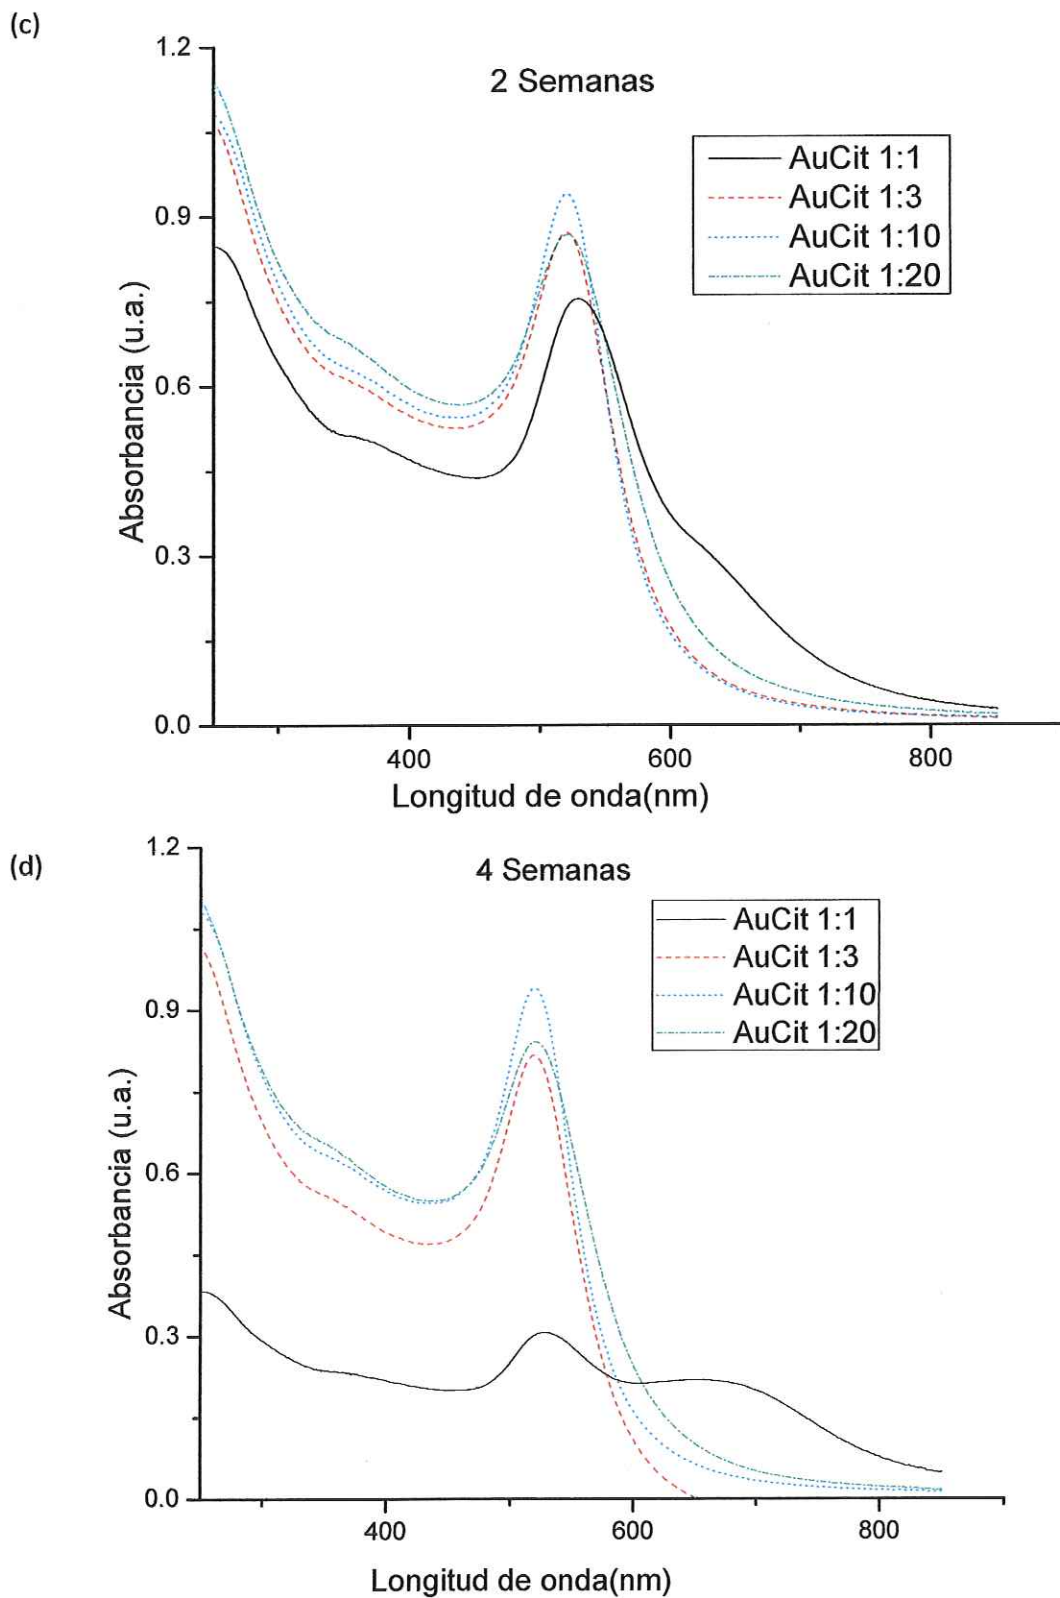 (c)
2 Semanas
AuCit 1:1
AuCit 1:3
AuCit 1:10
AuCit 1:20
1.2
0.9
0.6
0.3
0.0
Absorbancia (u.a.)
400
600
800
Longitud de onda(nm)
(d)
4 Semanas
AuCit 1:1
AuCit 1:3
AuCit 1:10
AuCit 1:20
1.2
0.9
0.6
0.3
0.0
Absorbancia (u.a.)
400
600
800
Longitud de onda(nm)